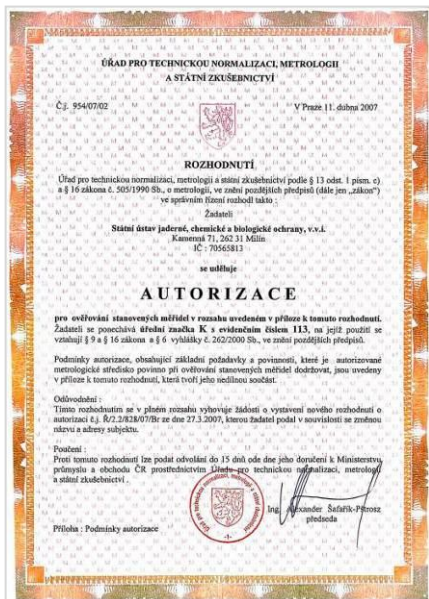 ÚŘAD PRO TECHNICKOU NORMALIZACI, METROLOGII
A STÁTNÍ ZKUŠEBNICTVÍ
Č.j. 954/07/02
V Praze 11. dubna 2007
ROZHODNUTÍ
Úřad pro technickou normalizaci, metrologii a státní zkušebnictví podle § 13 odst. 1 písm. e)
a § 16 zákona č. 505/1990 Sb., o metrologii, ve znění pozdějších předpisů (dále jen „zákon")
ve správním řízení rozhodl takto :
Žadateli
Státní ústav jaderné, chemické a biologické ochrany, v.v.i.
Kamenná 71, 262 31 Milín
IČ : 70565813
se uděluje
AUTORIZACE
pro ověřování stanovených měřidel v rozsahu uvedeném v příloze k tomuto rozhodnutí.
Žadateli se ponechává úřední značka K s evidenčním číslem 113, na jejíž použití se
vztahují § 9 a § 16 zákona a § 6 vyhlášky č. 262/2000 Sb., ve znění pozdějších předpisů.
Podmínky autorizace, obsahující základní požadavky a povinnosti, které je autorizované
metrologické středisko povinno při ověřování stanovených měřidel dodržovat, jsou uvedeny
v příloze k tomuto rozhodnutí, která tvoří jeho nedílnou součást.
Odůvodnění :
Tímto rozhodnutím se v plném rozsahu vyhovuje žádosti o vystavení nového rozhodnutí o
autorizaci č.j. Ř/2.2/828/07/Br ze dne 27.3.2007, kterou žadatel podal v souvislosti se změnou
názvu a adresy subjektu.
Poučení :
Proti tomuto rozhodnutí lze podat odvolání do 15 dnů ode dne jeho doručení k Ministerstvu
průmyslu a obchodu ČR prostřednictvím Úřadu pro technickou normalizaci, metrologii
a státní zkušebnictví .
Ing. Alexander Šafařík-Pštrosz
předseda
Příloha : Podmínky autorizace